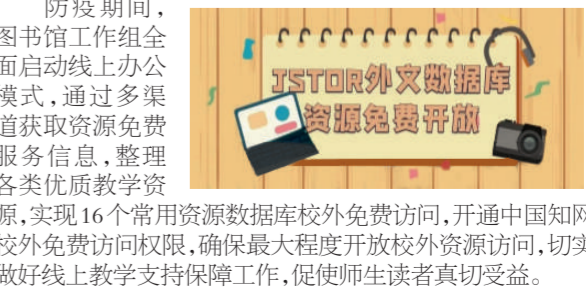 防疫期间，
图书馆工作组全
面启动线上办公
模式，通过多渠
道获取资源免费
服务信息，整理
各类优质教学资
JSTOR外文数据库
资源免费开放
源，实现16个常用资源数据库校外免费访问，开通中国知网
校外免费访问权限，确保最大程度开放校外资源访问，切实
做好线上教学支持保障工作，促使师生读者真切受益。